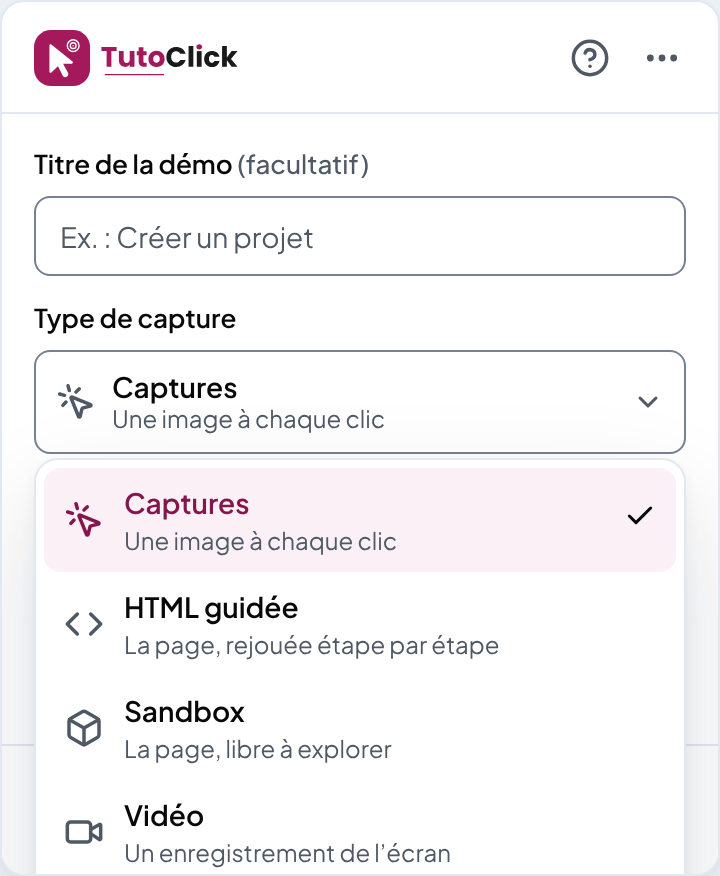 TutoClick
Titre de la démo (facultatif)
Ex. : Créer un projet
Type de capture
Captures
Une image à chaque clic
Captures
Une image à chaque clic
HTML guidée
La page, rejouée étape par étape
Sandbox
La page, libre à explorer
Vidéo
Un enregistrement de l’écran